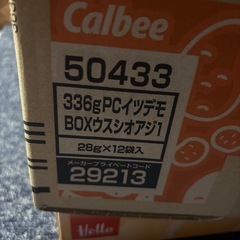 Calbee
50433
336gPCイツデモ
BOXウスシオアジ1
28g×12袋入
メーカープライベートコード
29213
Hello